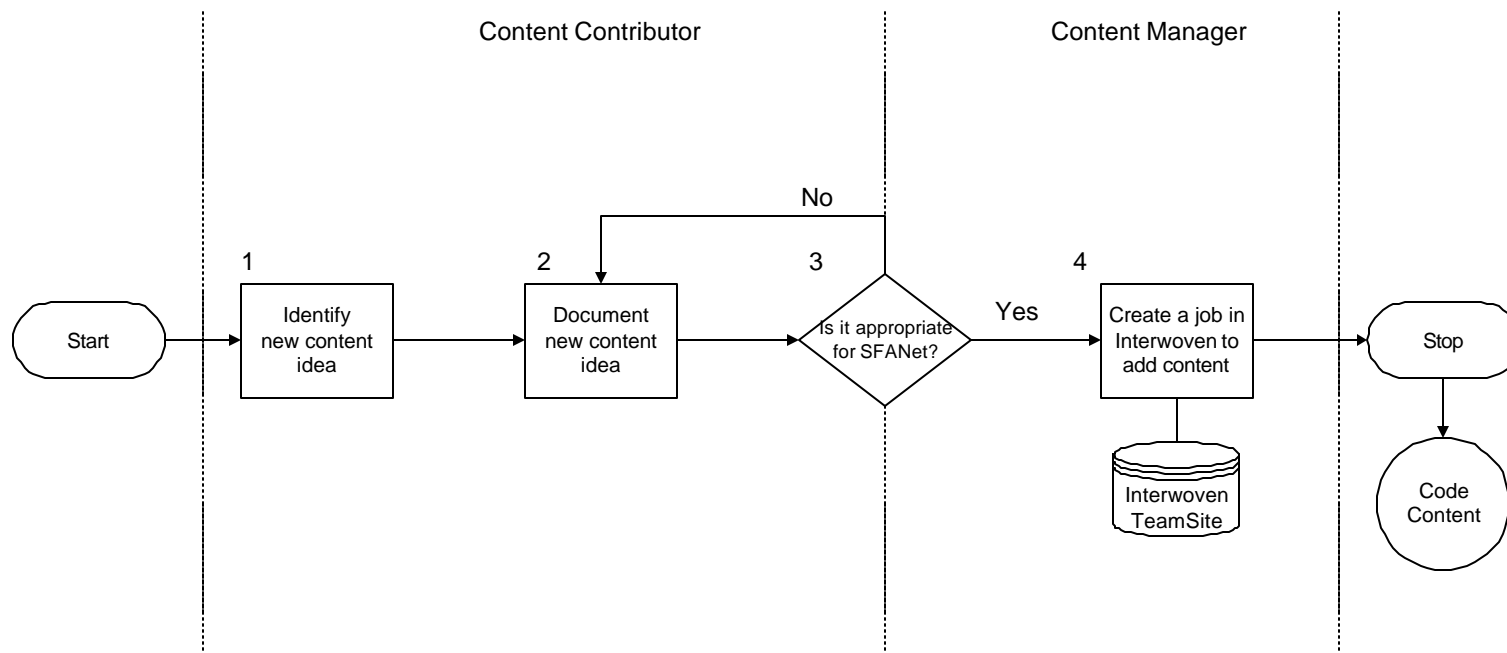 Content Contributor
Content Manager
No
1
2
3
4
Start
Identify
new content
idea
Document
new content
idea
Is it appropriate
for SFANet?
Yes
Create a job in
Interwoven to
add content
Stop
Interwoven
TeamSite
Code
Content